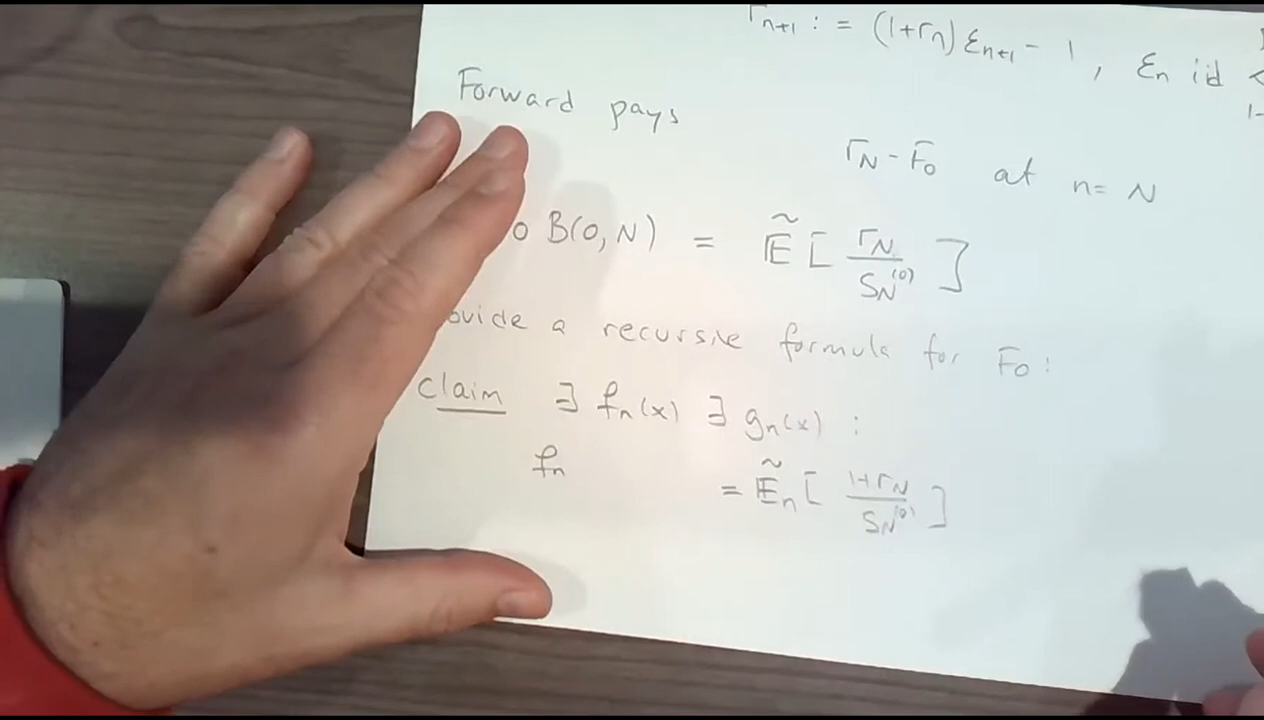 r_{n+1} := (1+r_n) ε_{n+1} - 1, ε_n iid
Forward pays
r_N - F_0 at n = N
B(0,N) = Ẽ [ r_N / S_N^{(0)} ]
a recursive formula for F_0:
claim ∃ f_n(x) ∃ g_n(x) :
f_n = Ẽ_n [ 1+r_N / S_N^{(0)} ]